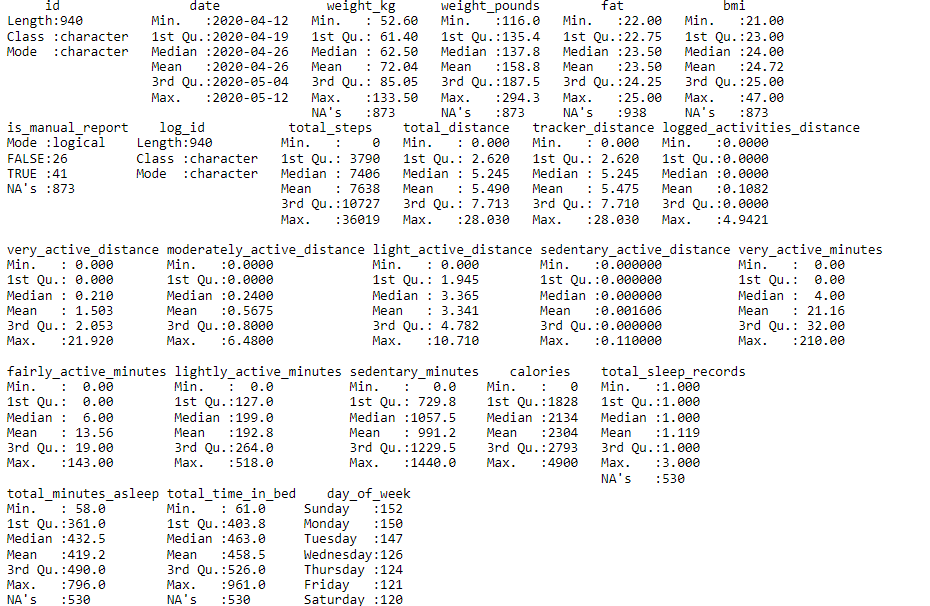 id                 date              weight_kg      weight_pounds        fat             bmi
Length:940         Min.   :2020-04-12   Min.   : 52.60   Min.   :116.0   Min.   :22.00   Min.   :21.00
Class :character   1st Qu.:2020-04-19   1st Qu.: 61.40   1st Qu.:135.4   1st Qu.:22.75   1st Qu.:23.00
Mode  :character   Median :2020-04-26   Median : 62.50   Median :137.8   Median :23.50   Median :24.00
                   Mean   :2020-04-26   Mean   : 72.04   Mean   :158.8   Mean   :23.50   Mean   :24.72
                   3rd Qu.:2020-05-04   3rd Qu.: 85.05   3rd Qu.:187.5   3rd Qu.:24.25   3rd Qu.:25.00
                   Max.   :2020-05-12   Max.   :133.50   Max.   :294.3   Max.   :25.00   Max.   :47.00
                                        NA's   :873      NA's   :873     NA's   :938     NA's   :873
is_manual_report    log_id           total_steps    total_distance   tracker_distance logged_activities_distance
Mode :logical    Length:940         Min.   :    0   Min.   : 0.000   Min.   : 0.000   Min.   :0.0000
FALSE:26         Class :character   1st Qu.: 3790   1st Qu.: 2.620   1st Qu.: 2.620   1st Qu.:0.0000
TRUE :41         Mode  :character   Median : 7406   Median : 5.245   Median : 5.245   Median :0.0000
NA's :873                           Mean   : 7638   Mean   : 5.490   Mean   : 5.475   Mean   :0.1082
                                    3rd Qu.:10727   3rd Qu.: 7.713   3rd Qu.: 7.710   3rd Qu.:0.0000
                                    Max.   :36019   Max.   :28.030   Max.   :28.030   Max.   :4.9421
very_active_distance moderately_active_distance light_active_distance sedentary_active_distance very_active_minutes
Min.   : 0.000       Min.   :0.0000             Min.   : 0.000        Min.   :0.000000          Min.   :  0.00
1st Qu.: 0.000       1st Qu.:0.0000             1st Qu.: 1.945        1st Qu.:0.000000          1st Qu.:  0.00
Median : 0.210       Median :0.2400             Median : 3.365        Median :0.000000          Median :  4.00
Mean   : 1.503       Mean   :0.5675             Mean   : 3.341        Mean   :0.001606          Mean   : 21.16
3rd Qu.: 2.053       3rd Qu.:0.8000             3rd Qu.: 4.782        3rd Qu.:0.000000          3rd Qu.: 32.00
Max.   :21.920       Max.   :6.4800             Max.   :10.710        Max.   :0.110000          Max.   :210.00
fairly_active_minutes lightly_active_minutes sedentary_minutes    calories    total_sleep_records
Min.   :  0.00        Min.   :  0.0          Min.   :   0.0    Min.   :   0   Min.   :1.000
1st Qu.:  0.00        1st Qu.:127.0          1st Qu.: 729.8    1st Qu.:1828   1st Qu.:1.000
Median :  6.00        Median :199.0          Median :1057.5    Median :2134   Median :1.000
Mean   : 13.56        Mean   :192.8          Mean   : 991.2    Mean   :2304   Mean   :1.119
3rd Qu.: 19.00        3rd Qu.:264.0          3rd Qu.:1229.5    3rd Qu.:2793   3rd Qu.:1.000
Max.   :143.00        Max.   :518.0          Max.   :1440.0    Max.   :4900   Max.   :3.000
                                                                              NA's   :530
total_minutes_asleep total_time_in_bed    day_of_week
Min.   : 58.0        Min.   : 61.0     Sunday   :152
1st Qu.:361.0        1st Qu.:403.8     Monday   :150
Median :432.5        Median :463.0     Tuesday  :147
Mean   :419.2        Mean   :458.5     Wednesday:126
3rd Qu.:490.0        3rd Qu.:526.0     Thursday :124
Max.   :796.0        Max.   :961.0     Friday   :121
NA's   :530          NA's   :530       Saturday :120